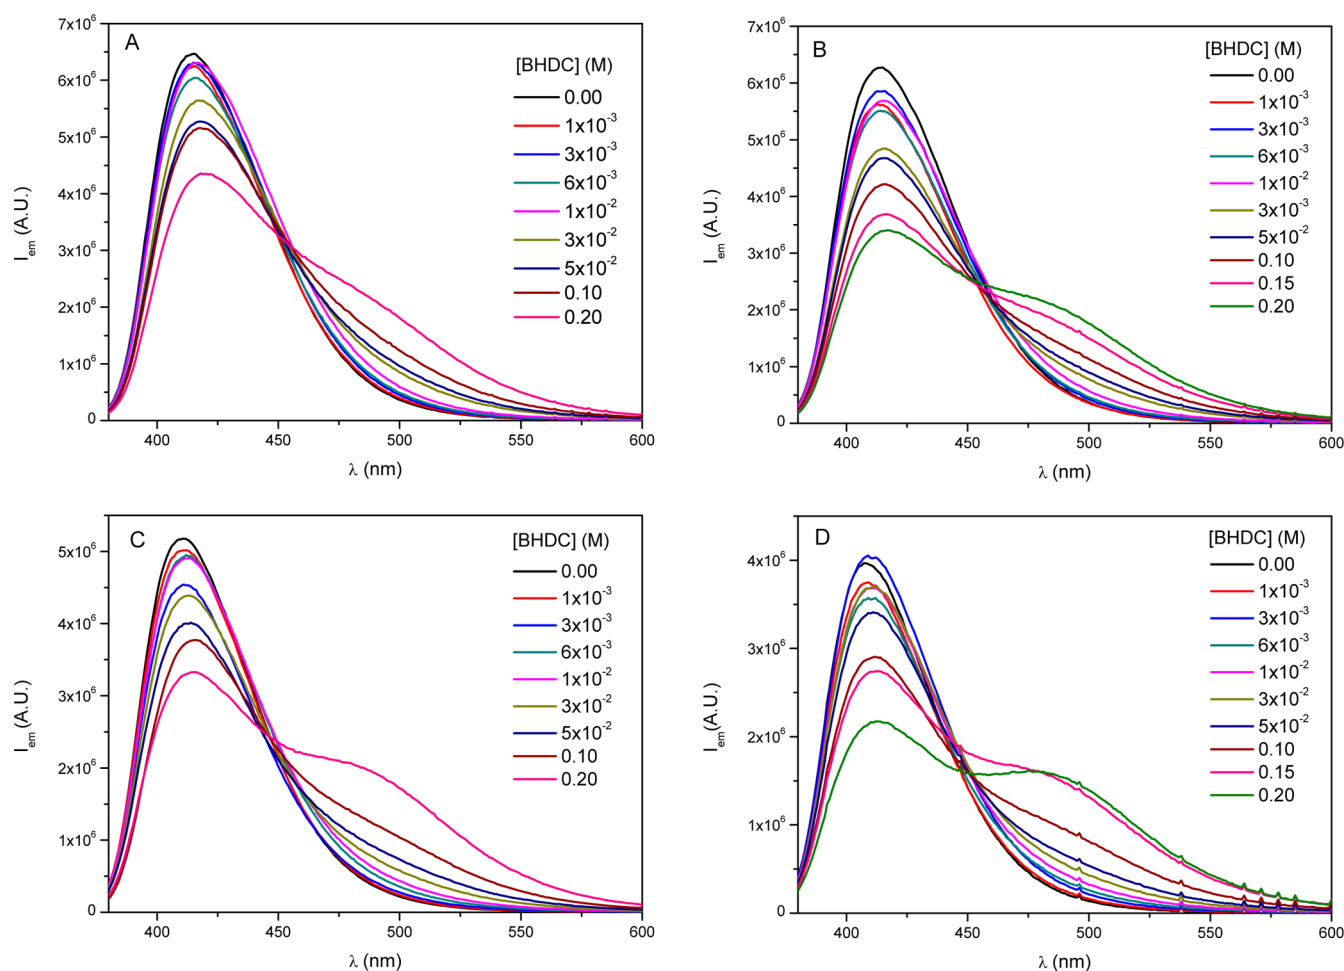 A
[BHDC] (M)
0.00
1x10⁻³
3x10⁻³
6x10⁻³
1x10⁻²
3x10⁻²
5x10⁻²
0.10
0.20
7x10⁶
6x10⁶
5x10⁶
4x10⁶
3x10⁶
2x10⁶
1x10⁶
0
I_em (A.U.)
400 450 500 550 600
λ (nm)
B
[BHDC] (M)
0.00
1x10⁻³
3x10⁻³
6x10⁻³
1x10⁻²
3x10⁻³
5x10⁻²
0.10
0.15
0.20
7x10⁶
6x10⁶
5x10⁶
4x10⁶
3x10⁶
2x10⁶
1x10⁶
0
I_em (A.U.)
400 450 500 550 600
λ (nm)
C
[BHDC] (M)
0.00
1x10⁻³
3x10⁻³
6x10⁻³
1x10⁻²
3x10⁻²
5x10⁻²
0.10
0.20
5x10⁶
4x10⁶
3x10⁶
2x10⁶
1x10⁶
0
I_em (A.U.)
400 450 500 550 600
λ (nm)
D
[BHDC] (M)
0.00
1x10⁻³
3x10⁻³
6x10⁻³
1x10⁻²
3x10⁻²
5x10⁻²
0.10
0.15
0.20
4x10⁶
3x10⁶
2x10⁶
1x10⁶
0
I_em (A.U.)
400 450 500 550 600
λ (nm)